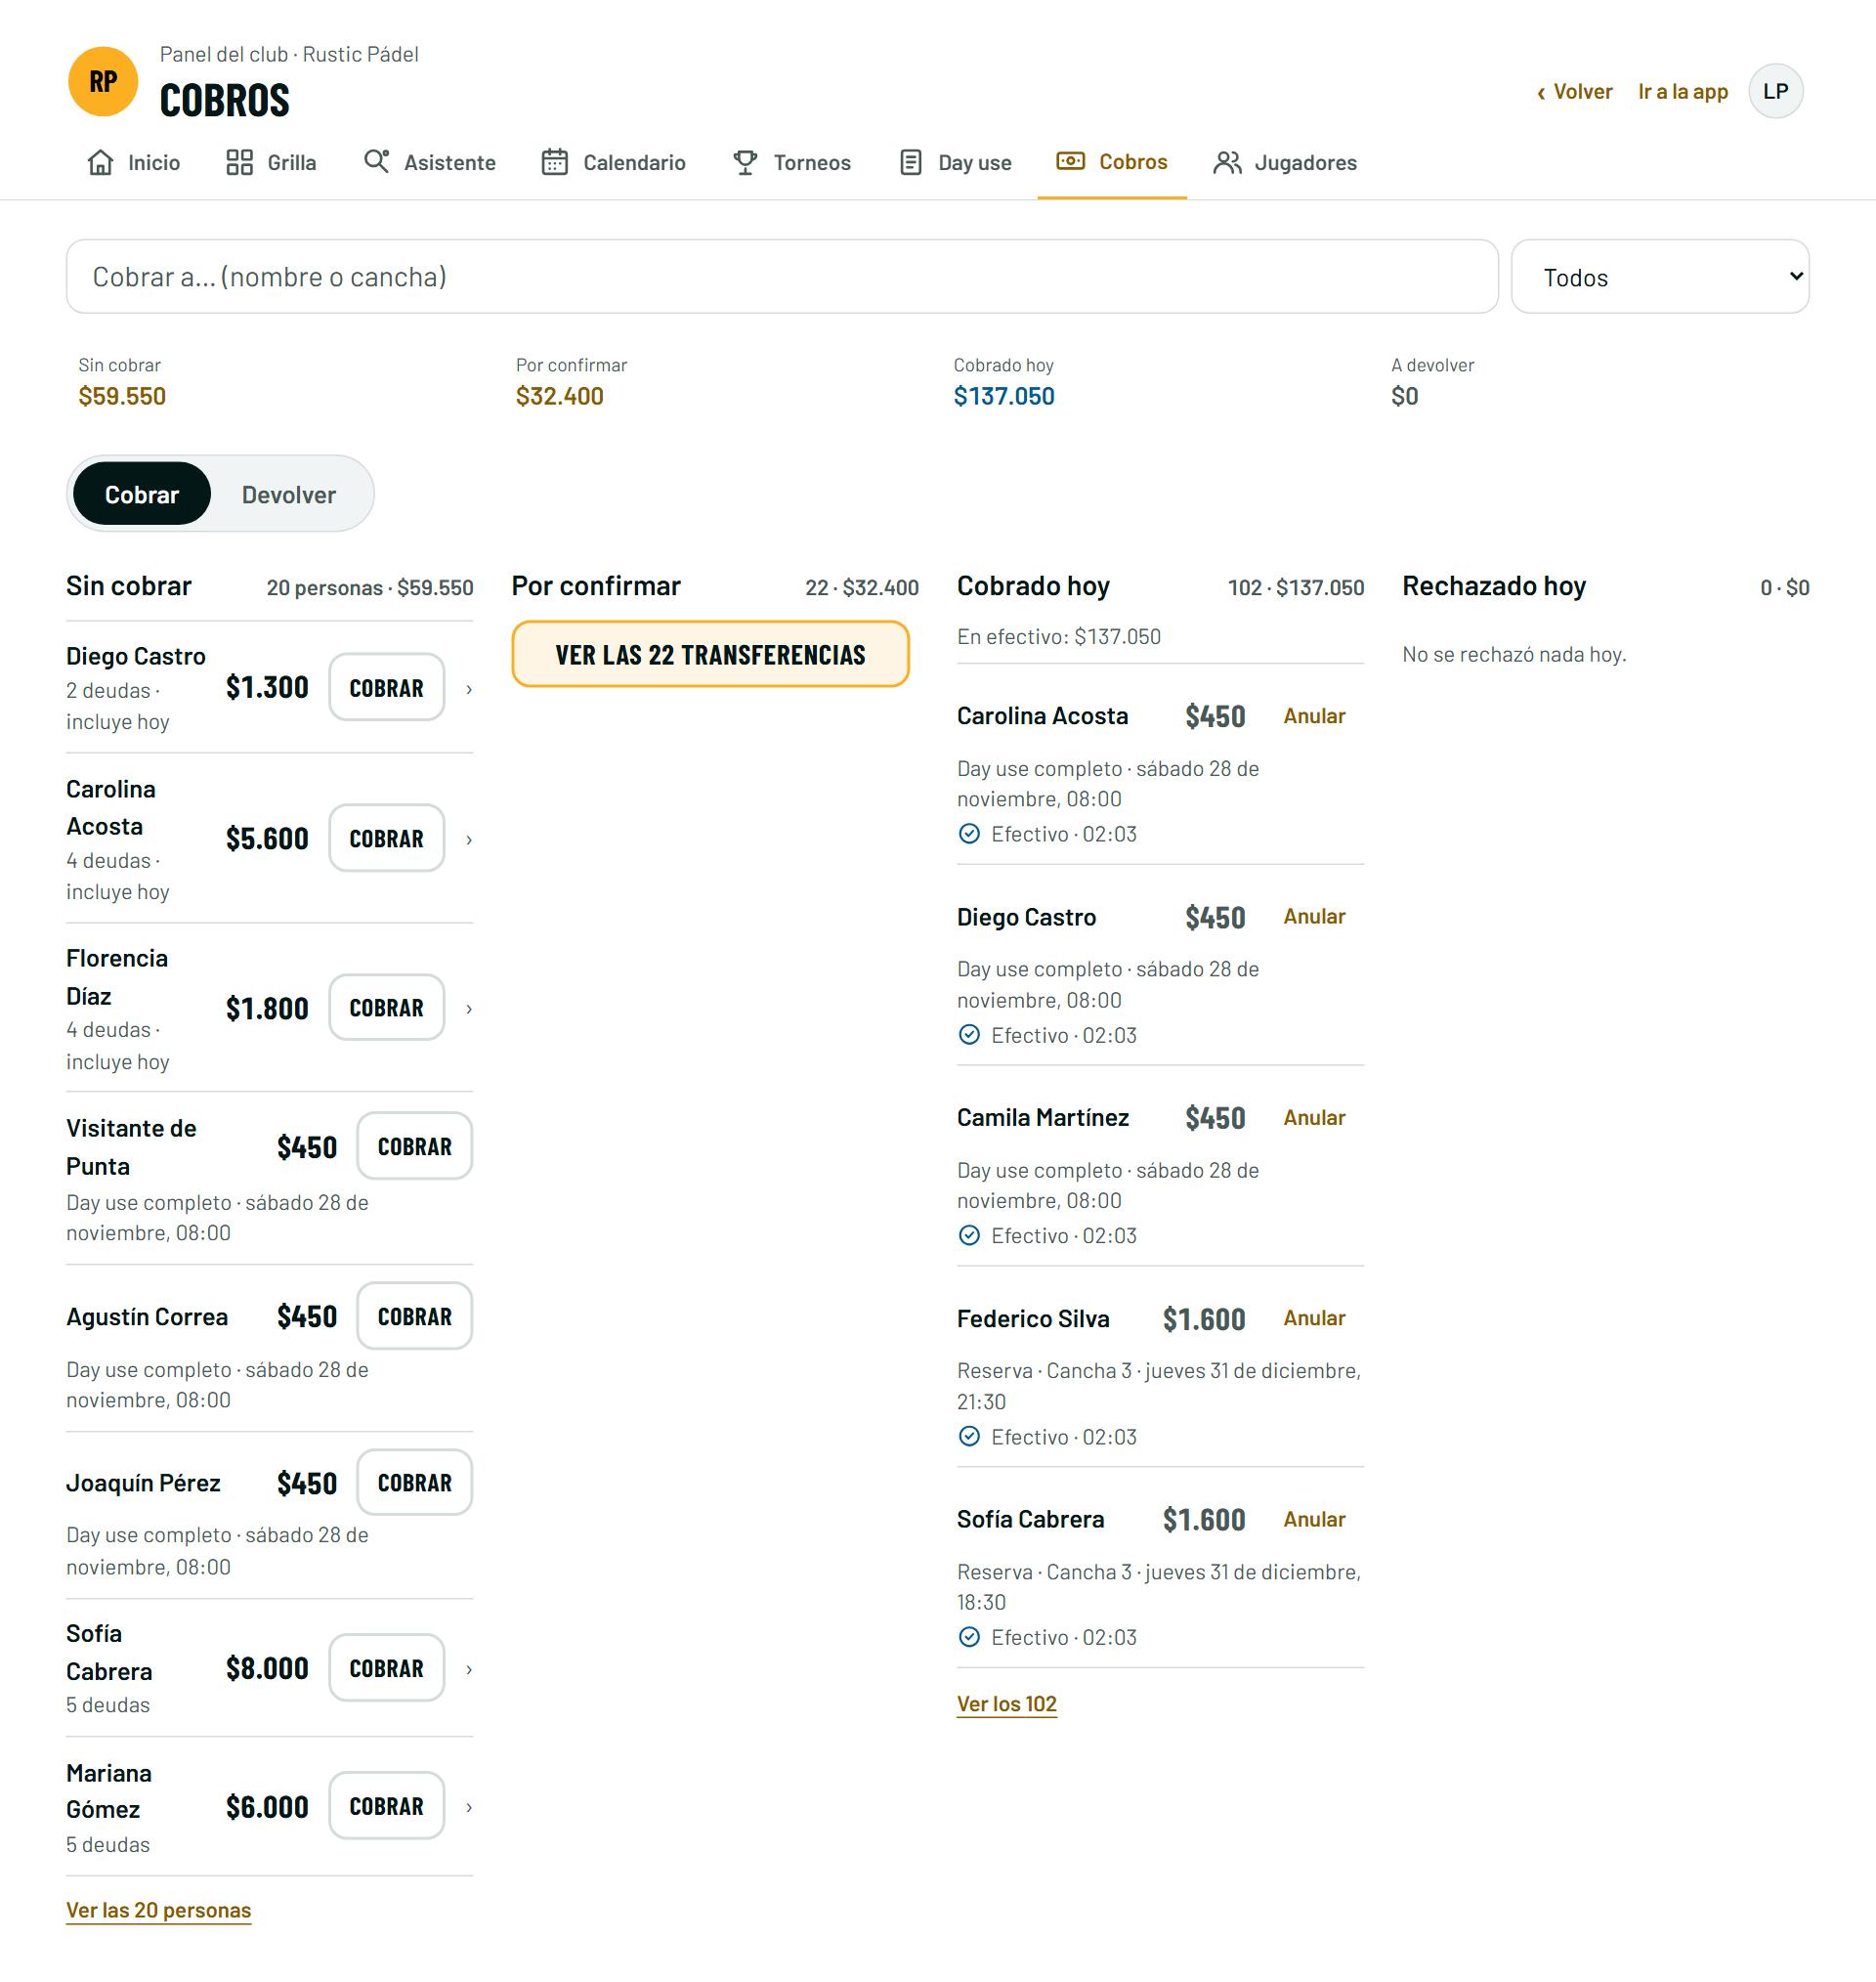 RP
Panel del club · Rustic Pádel
COBROS
‹ Volver
Ir a la app
LP
Inicio
Grilla
Asistente
Calendario
Torneos
Day use
Cobros
Jugadores
Cobrar a... (nombre o cancha)
Todos
Sin cobrar
$59.550
Por confirmar
$32.400
Cobrado hoy
$137.050
A devolver
$0
Cobrar
Devolver
Sin cobrar
20 personas · $59.550
Diego Castro
2 deudas ·
incluye hoy
$1.300
COBRAR
›
Carolina
Acosta
4 deudas ·
incluye hoy
$5.600
COBRAR
›
Florencia
Díaz
4 deudas ·
incluye hoy
$1.800
COBRAR
›
Visitante de
Punta
$450
COBRAR
Day use completo · sábado 28 de
noviembre, 08:00
Agustín Correa
$450
COBRAR
Day use completo · sábado 28 de
noviembre, 08:00
Joaquín Pérez
$450
COBRAR
Day use completo · sábado 28 de
noviembre, 08:00
Sofía
Cabrera
5 deudas
$8.000
COBRAR
›
Mariana
Gómez
5 deudas
$6.000
COBRAR
›
Ver las 20 personas
Por confirmar
22 · $32.400
VER LAS 22 TRANSFERENCIAS
Cobrado hoy
102 · $137.050
En efectivo: $137.050
Carolina Acosta
$450
Anular
Day use completo · sábado 28 de
noviembre, 08:00
Efectivo · 02:03
Diego Castro
$450
Anular
Day use completo · sábado 28 de
noviembre, 08:00
Efectivo · 02:03
Camila Martínez
$450
Anular
Day use completo · sábado 28 de
noviembre, 08:00
Efectivo · 02:03
Federico Silva
$1.600
Anular
Reserva · Cancha 3 · jueves 31 de diciembre,
21:30
Efectivo · 02:03
Sofía Cabrera
$1.600
Anular
Reserva · Cancha 3 · jueves 31 de diciembre,
18:30
Efectivo · 02:03
Ver los 102
Rechazado hoy
0 · $0
No se rechazó nada hoy.